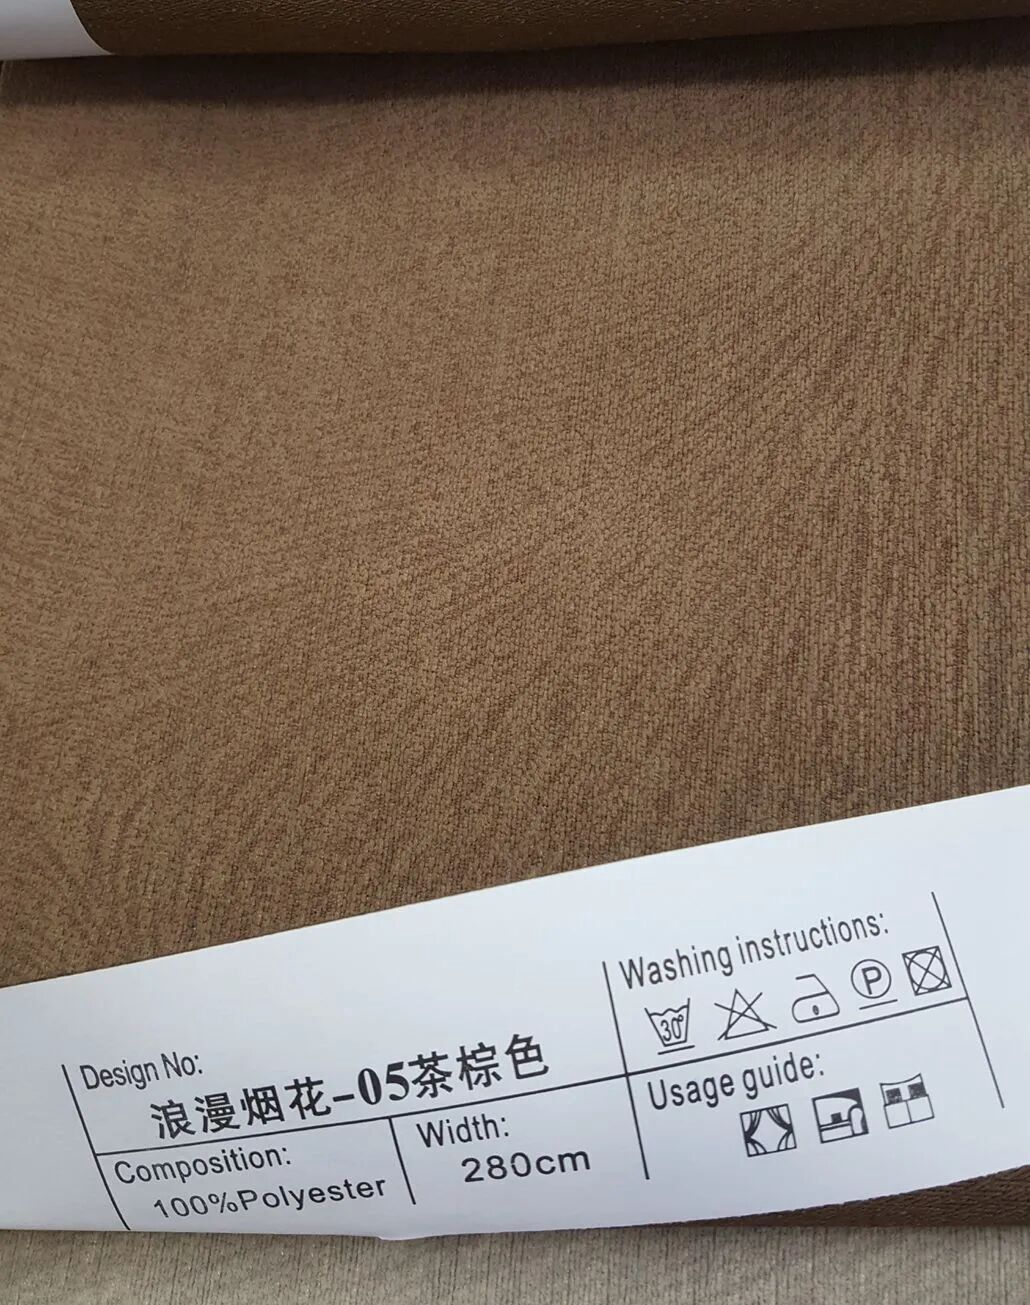 Design No:
浪漫烟花-05茶棕色
Composition:
100%Polyester
Width:
280cm
Washing instructions:
30°
P
Usage guide: